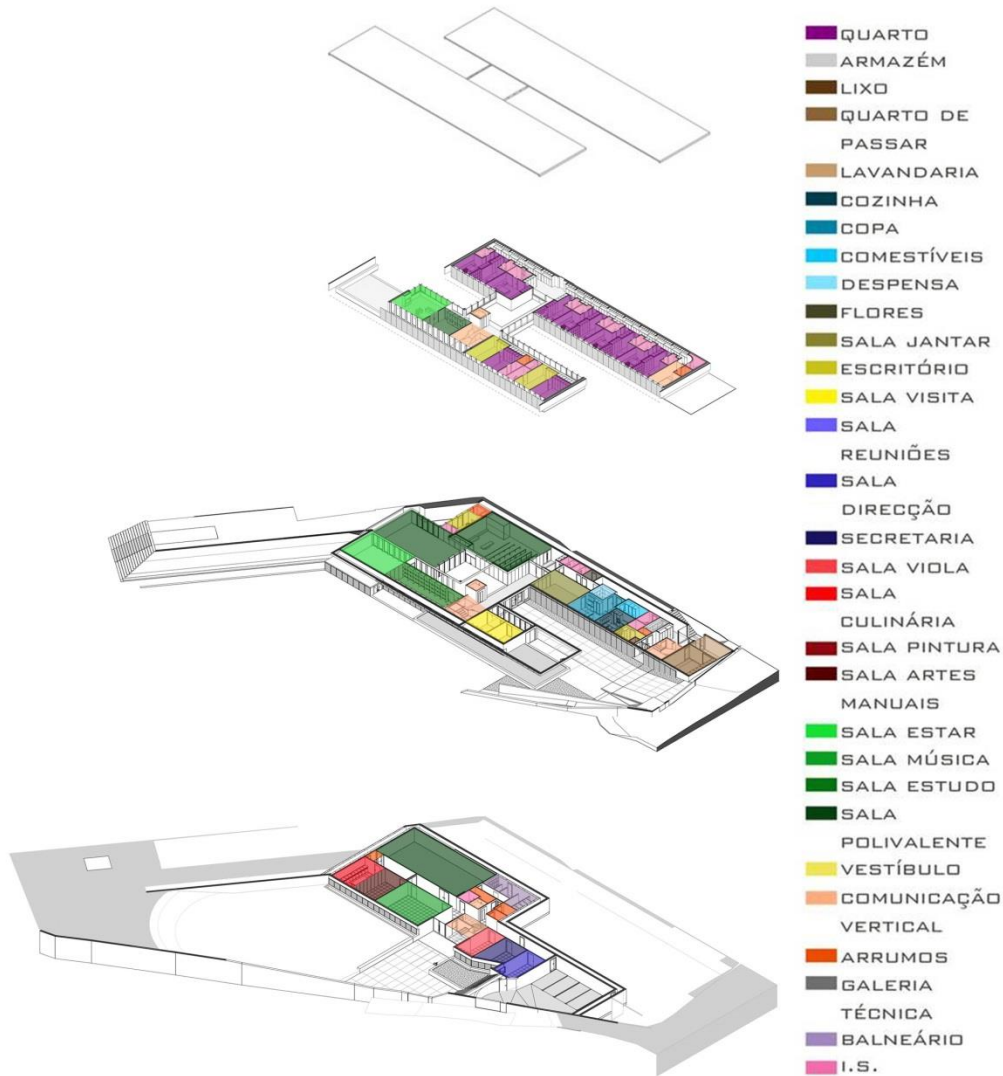 QUARTO
ARMAZÉM
LIXO
QUARTO DE
PASSAR
LAVANDARIA
COZINHA
COPA
COMESTÍVEIS
DESPENSA
FLORES
SALA JANTAR
ESCRITÓRIO
SALA VISITA
SALA
REUNIÕES
SALA
DIRECÇÃO
SECRETARIA
SALA VIOLA
SALA
CULINÁRIA
SALA PINTURA
SALA ARTES
MANUAIS
SALA ESTAR
SALA MÚSICA
SALA ESTUDO
SALA
POLIVALENTE
VESTÍBULO
COMUNICAÇÃO
VERTICAL
ARRUMOS
GALERIA
TÉCNICA
BALNEÁRIO
I.S.